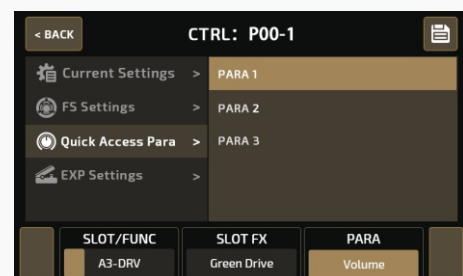 < BACK
CTRL: P00-1
Current Settings >
PARA 1
FS Settings >
PARA 2
Quick Access Para >
PARA 3
EXP Settings >
SLOT/FUNC
SLOT FX
PARA
A3-DRV
Green Drive
Volume